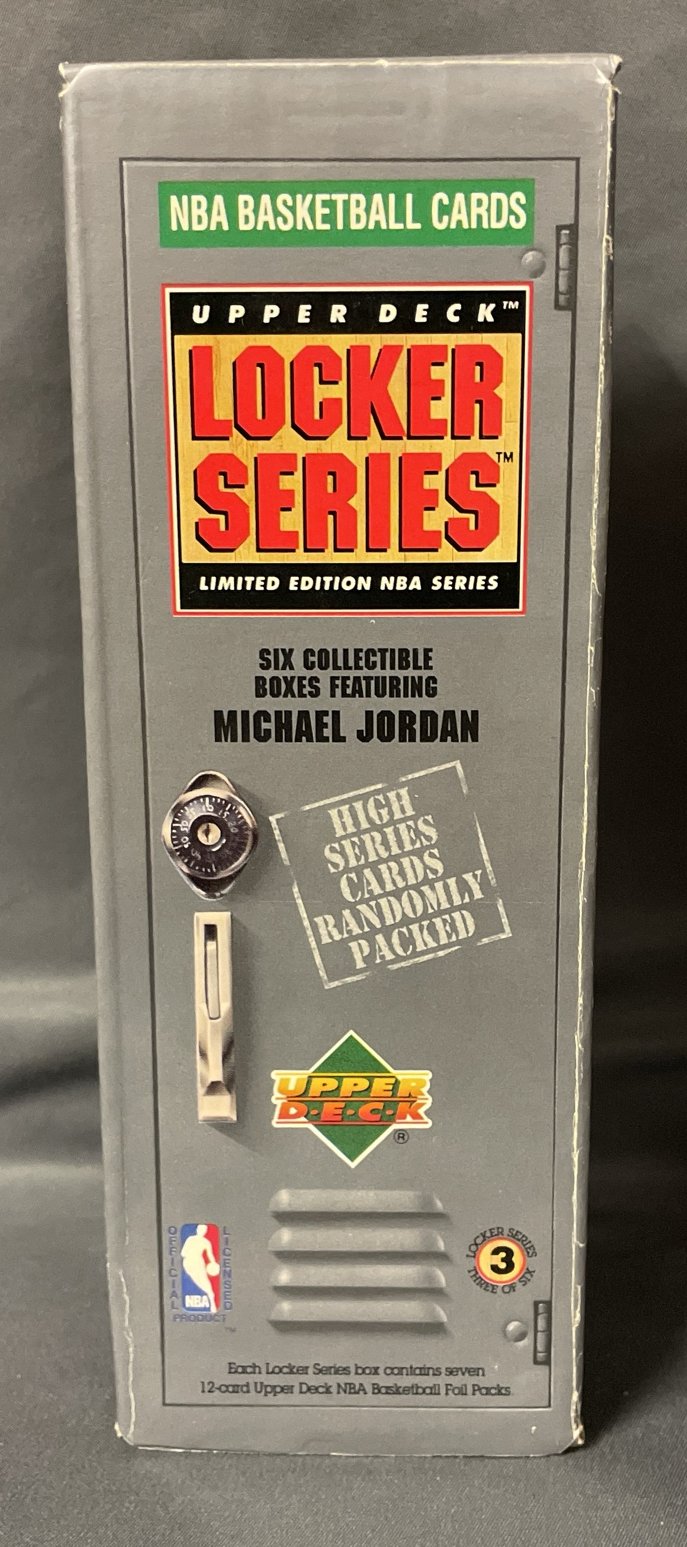 NBA BASKETBALL CARDS
UPPER DECK™
LOCKER
SERIES™
LIMITED EDITION NBA SERIES
SIX COLLECTIBLE
BOXES FEATURING
MICHAEL JORDAN
HIGH
SERIES
CARDS
RANDOMLY
PACKED
UPPER
D·E·C·K
®
OFFICIAL
LICENSED
NBA
PRODUCT
™
LOCKER SERIES
3
THREE OF SIX
Each Locker Series box contains seven
12-card Upper Deck NBA Basketball Foil Packs.